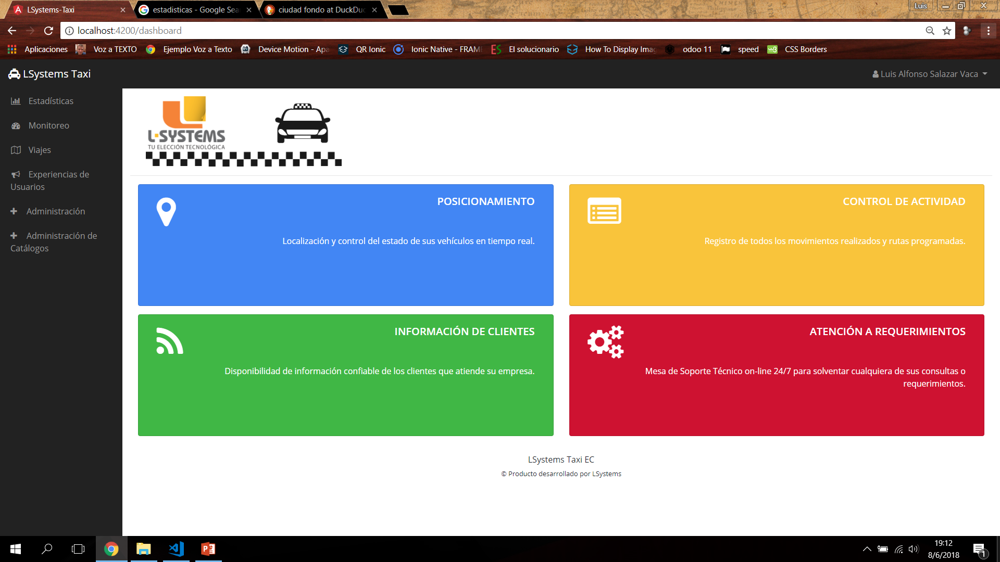 LSystems-Taxi
estadisticas - Google Sea
ciudad fondo at DuckDuc
Luis
localhost:4200/dashboard
Aplicaciones
Voz a TEXTO
Ejemplo Voz a Texto
Device Motion - Apa
QR Ionic
Ionic Native - FRAM
El solucionario
How To Display Imag
odoo 11
speed
CSS Borders
LSystems Taxi
Luis Alfonso Salazar Vaca
Estadísticas
Monitoreo
Viajes
Experiencias de
Usuarios
Administración
Administración de
Catálogos
L·SYSTEMS
TU ELECCIÓN TECNOLÓGICA
POSICIONAMIENTO
Localización y control del estado de sus vehículos en tiempo real.
CONTROL DE ACTIVIDAD
Registro de todos los movimientos realizados y rutas programadas.
INFORMACIÓN DE CLIENTES
Disponibilidad de información confiable de los clientes que atiende su empresa.
ATENCIÓN A REQUERIMIENTOS
Mesa de Soporte Técnico on-line 24/7 para solventar cualquiera de sus consultas o
requerimientos.
LSystems Taxi EC
© Producto desarrollado por LSystems
19:12
8/6/2018
1